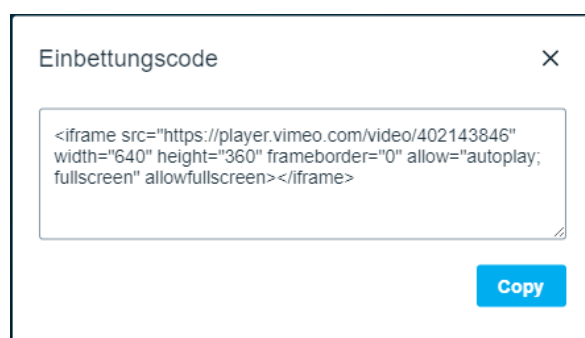 Einbettungscode
<iframe src="https://player.vimeo.com/video/402143846"
width="640" height="360" frameborder="0" allow="autoplay;
fullscreen" allowfullscreen></iframe>
Copy